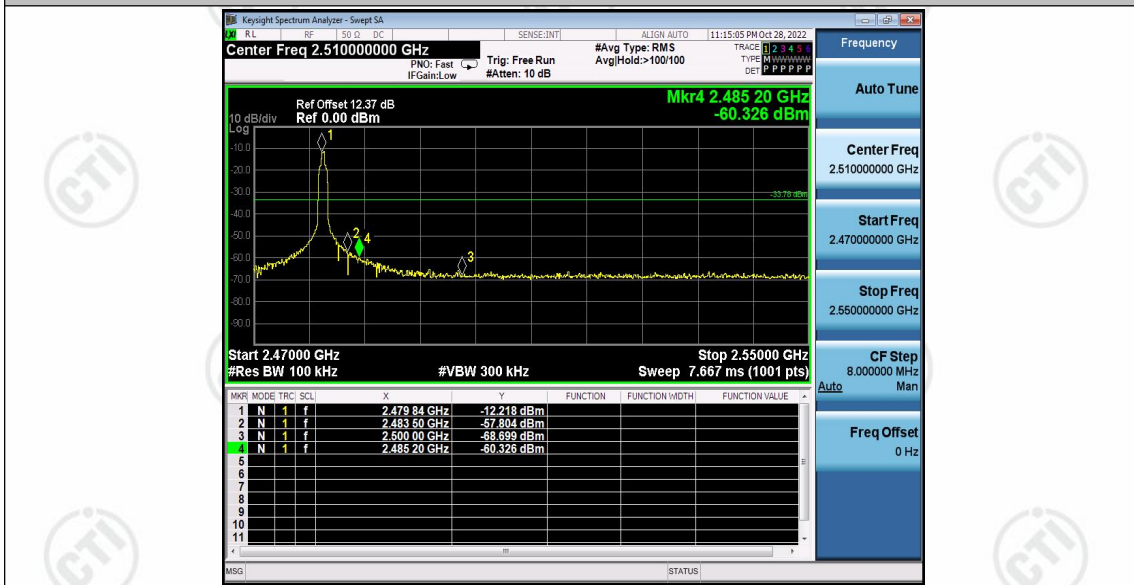 Keysight Spectrum Analyzer - Swept SA
RL RF 50 Ω DC SENSE:INT ALIGN AUTO 11:15:05 PM Oct 28, 2022
Center Freq 2.510000000 GHz
PNO: Fast
IFGain:Low
Trig: Free Run
#Atten: 10 dB
#Avg Type: RMS
Avg|Hold:>100/100
TRACE 1 2 3 4 5 6
TYPE M WWWWW
DET P P P P P P
Frequency
Auto Tune
Center Freq
2.510000000 GHz
Start Freq
2.470000000 GHz
Stop Freq
2.550000000 GHz
CF Step
8.000000 MHz
Auto Man
Freq Offset
0 Hz
Mkr4 2.485 20 GHz
-60.326 dBm
Ref Offset 12.37 dB
10 dB/div Ref 0.00 dBm
Log
-10.0
-20.0
-30.0
-40.0
-50.0
-60.0
-70.0
-80.0
-90.0
1
2
4
3
-33.78 dBm
Start 2.47000 GHz Stop 2.55000 GHz
#Res BW 100 kHz #VBW 300 kHz Sweep 7.667 ms (1001 pts)
MKR MODE TRC SCL X Y FUNCTION FUNCTION WIDTH FUNCTION VALUE
1 N 1 f 2.479 84 GHz -12.218 dBm
2 N 1 f 2.483 50 GHz -57.804 dBm
3 N 1 f 2.500 00 GHz -68.699 dBm
4 N 1 f 2.485 20 GHz -60.326 dBm
5
6
7
8
9
10
11
MSG STATUS
CTI
CTI
CTI
CTI